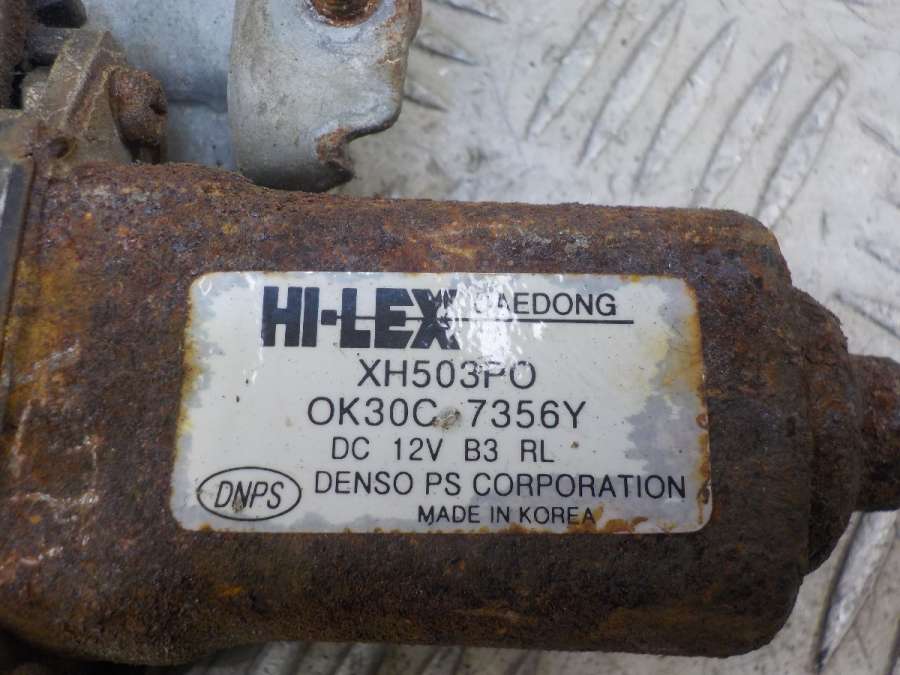 HI-LEX DAEDONG
XH503PO
OK30C 7356Y
DC 12V B3 RL
DNPS DENSO PS CORPORATION
MADE IN KOREA